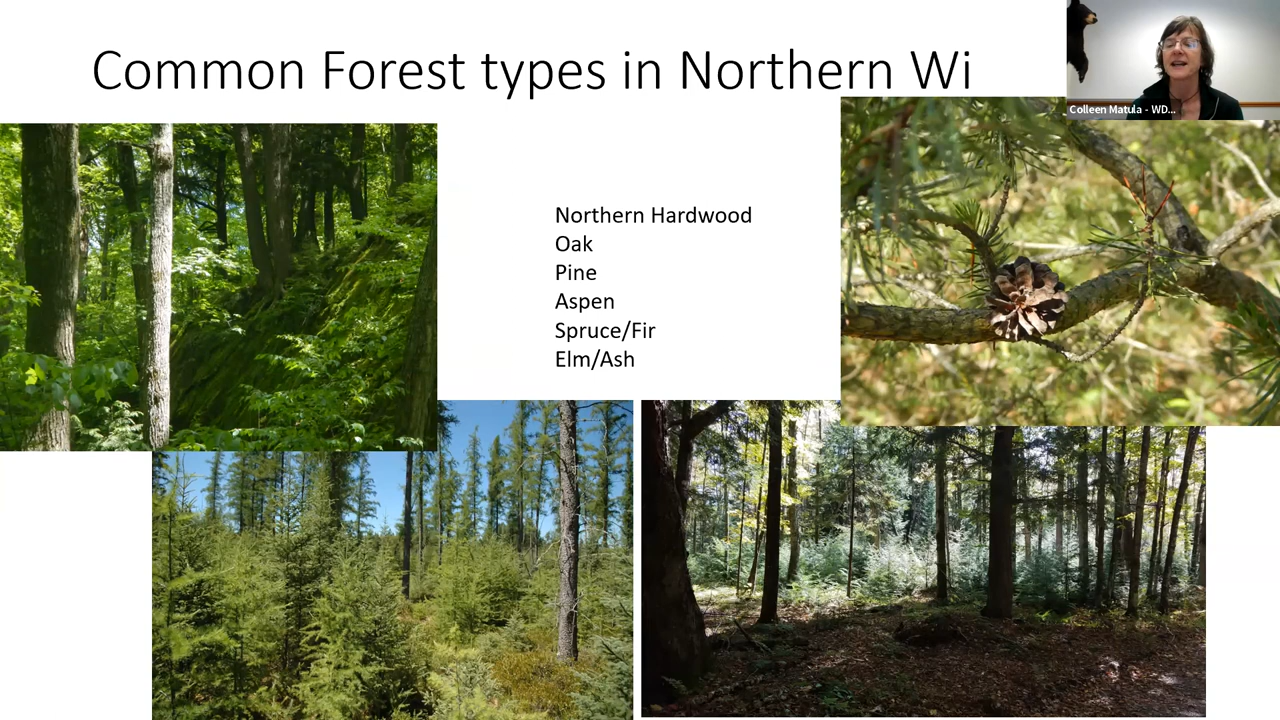 Common Forest types in Northern Wi
Colleen Matula - WD...
Northern Hardwood
Oak
Pine
Aspen
Spruce/Fir
Elm/Ash